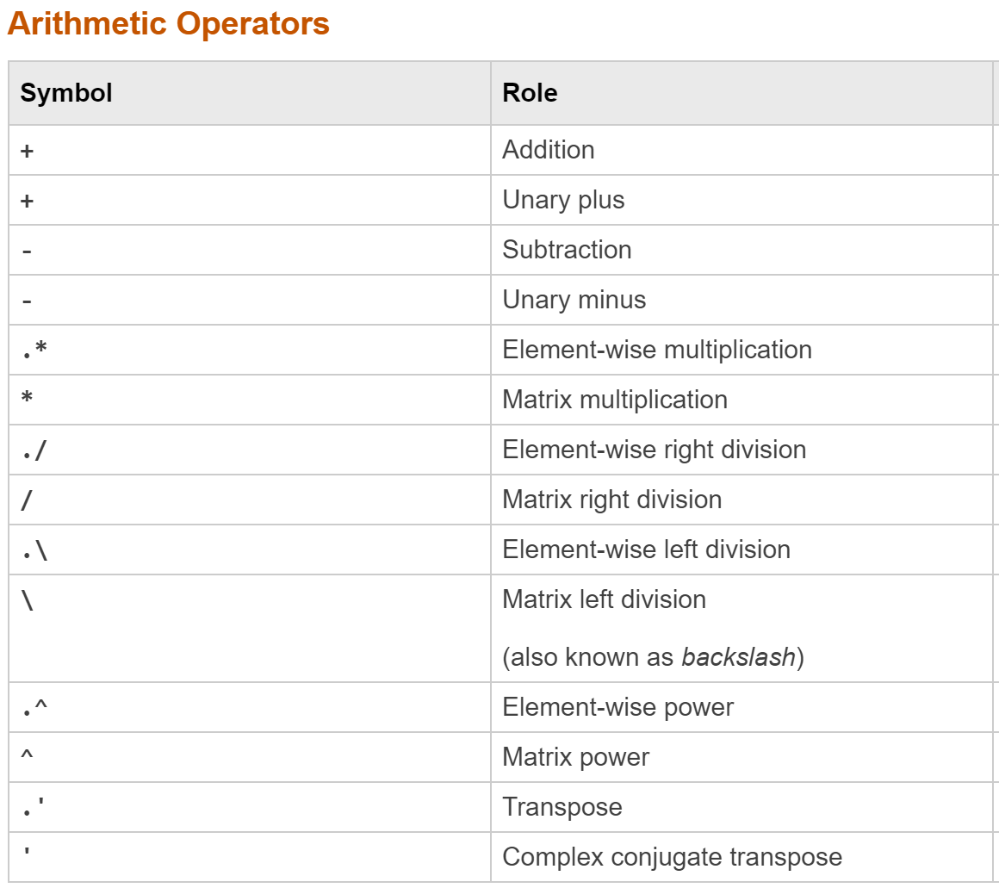 Arithmetic Operators
Symbol Role
+ Addition
+ Unary plus
- Subtraction
- Unary minus
.* Element-wise multiplication
* Matrix multiplication
./ Element-wise right division
/ Matrix right division
.\ Element-wise left division
\ Matrix left division
(also known as backslash)
.^ Element-wise power
^ Matrix power
.' Transpose
' Complex conjugate transpose